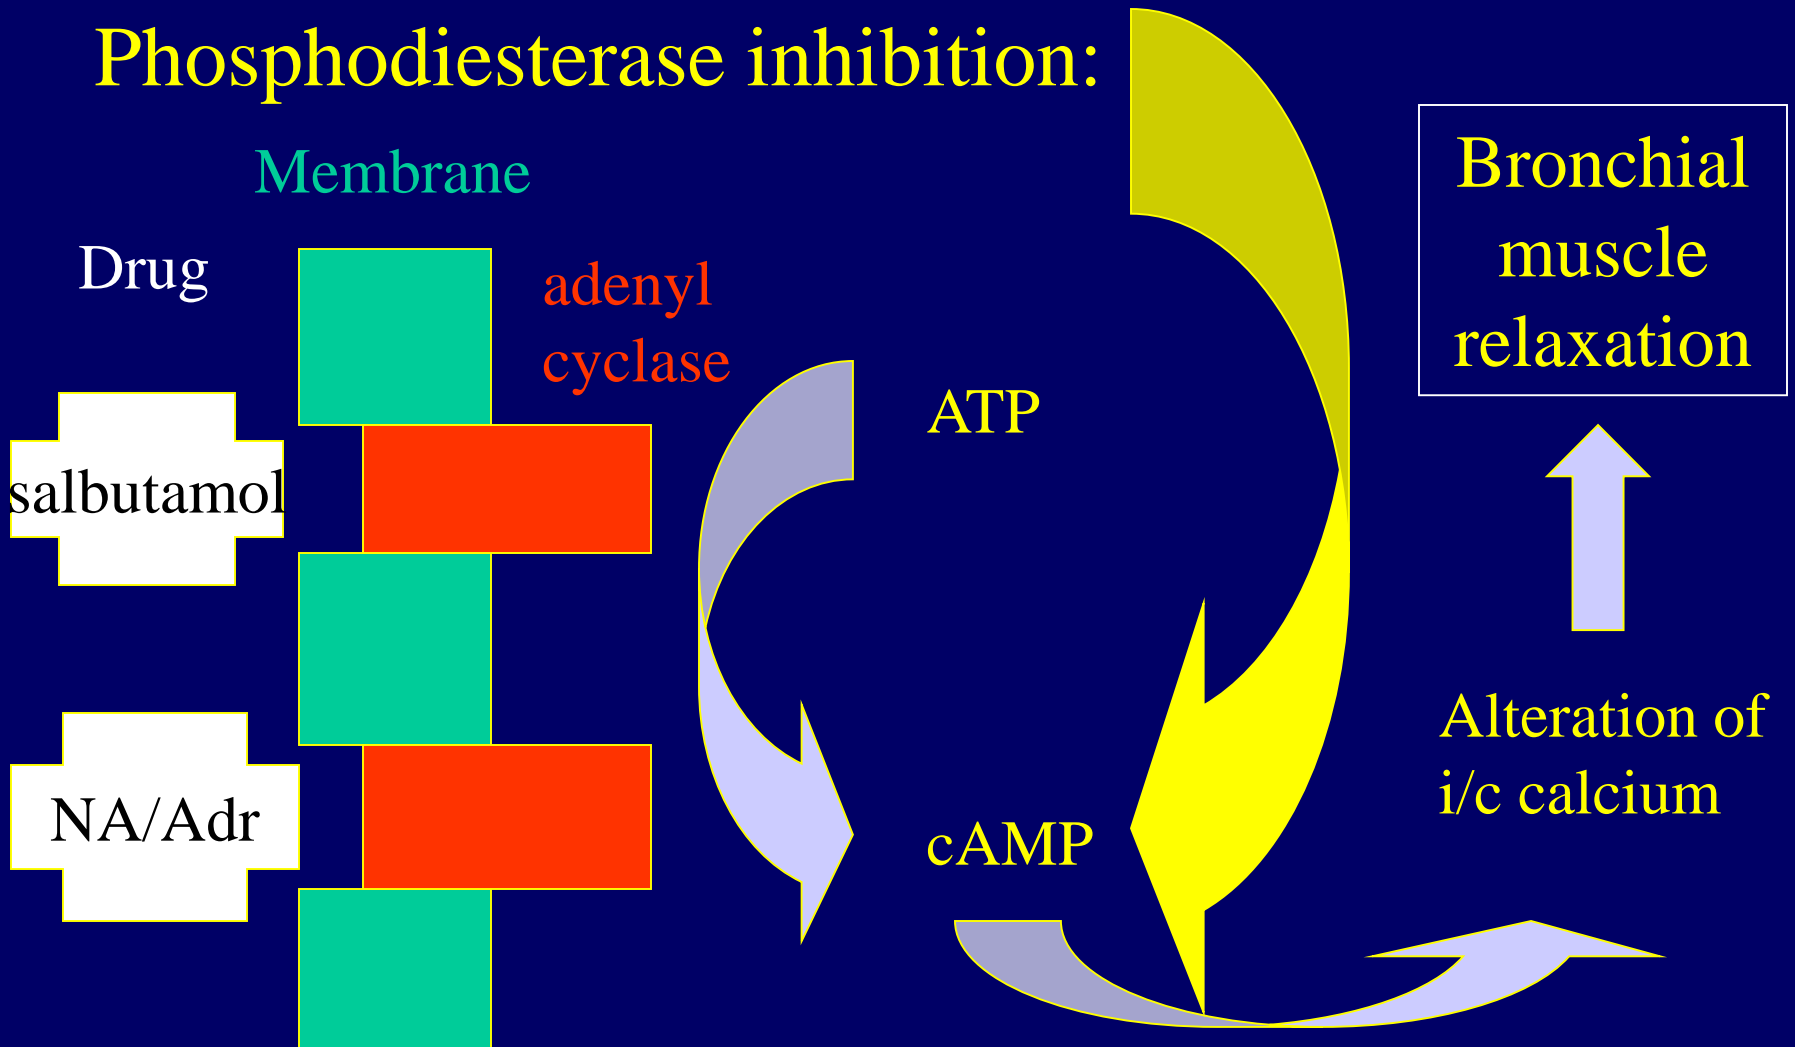 Phosphodiesterase inhibition:
Membrane
Drug
adenyl
cyclase
salbutamol
NA/Adr
ATP
cAMP
Bronchial
muscle
relaxation
Alteration of
i/c calcium